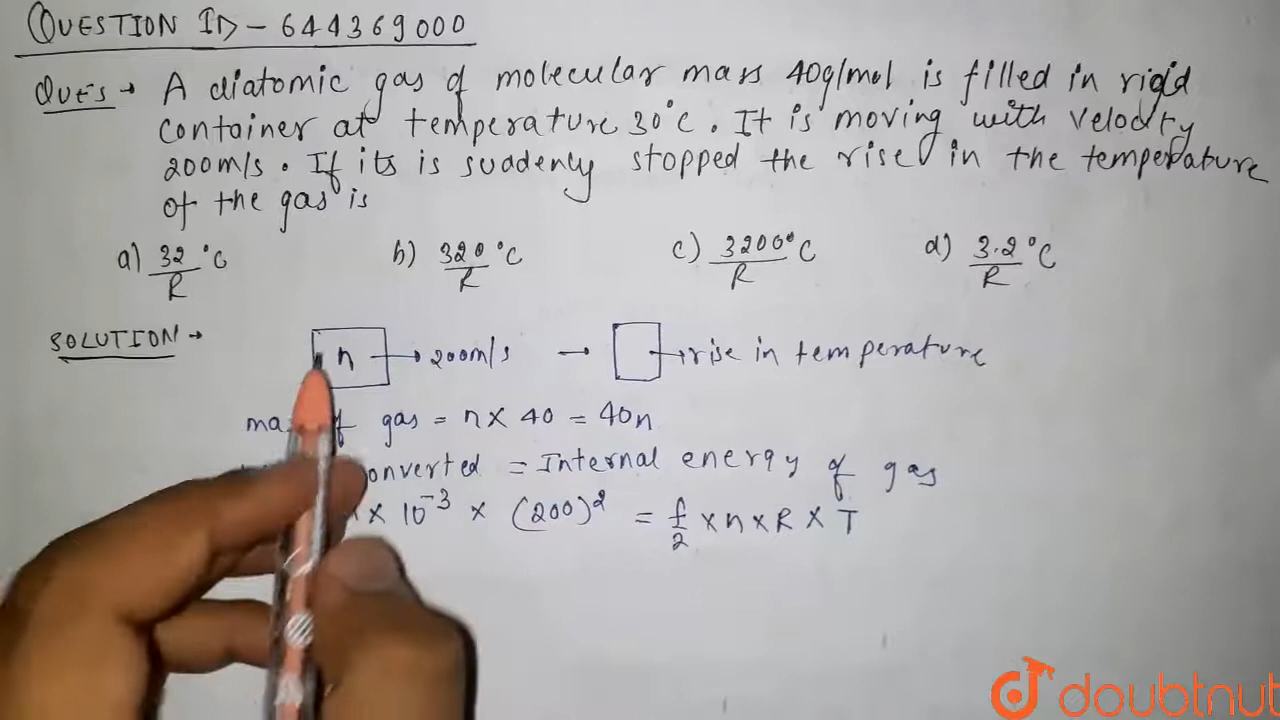 QUESTION ID - 644369000
QUES → A diatomic gas of molecular mass 40g/mol is filled in rigid
container at temperature 30°C. It is moving with velocity
200m/s. If its is suddenly stopped the rise in the temperature
of the gas is
a) 32/R °C b) 320/R °C c) 3200/R °C d) 3.2/R °C
SOLUTION →
n → 200m/s → → rise in temperature
gas = n × 40 = 40n
= Internal energy of gas
× 10⁻³ × (200)² = f/2 × n × R × T
doubtnut